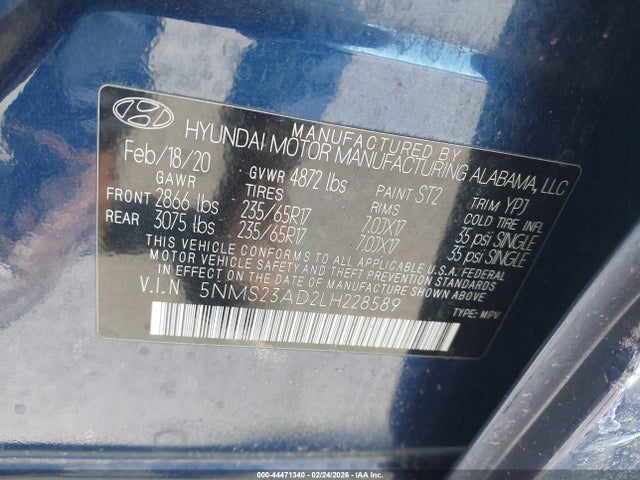 MANUFACTURED BY
HYUNDAI MOTOR MANUFACTURING ALABAMA, LLC
Feb/18/20 GVWR 4872 lbs PAINT ST2 TRIM YPJ
GAWR TIRES RIMS COLD TIRE INFL
FRONT 2866 lbs 235/65R17 7.0JX17 35 psi SINGLE
REAR 3075 lbs 235/65R17 7.0JX17 35 psi SINGLE
THIS VEHICLE CONFORMS TO ALL APPLICABLE U.S.A. FEDERAL
MOTOR VEHICLE SAFETY AND THEFT PREVENTION STANDARDS
IN EFFECT ON THE DATE OF MANUFACTURE SHOWN ABOVE.
V.I.N 5NMS23AD2LH228589
TYPE: MPV
000-44471340 - 02/24/2026 - IAA Holdings, LLC